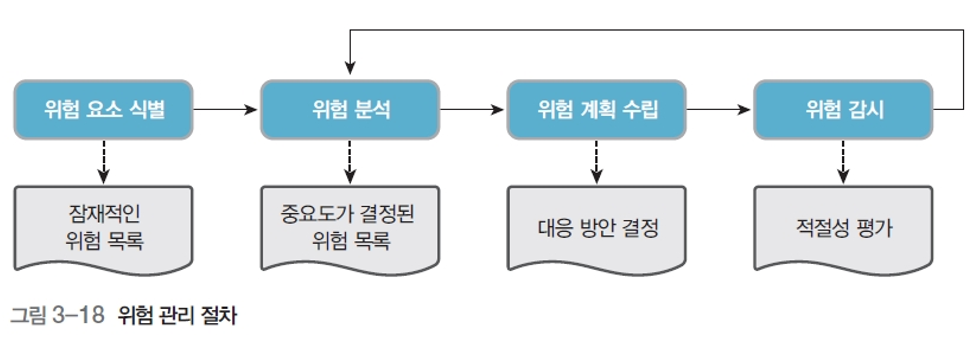 위험 요소 식별
위험 분석
위험 계획 수립
위험 감시
잠재적인
위험 목록
중요도가 결정된
위험 목록
대응 방안 결정
적절성 평가
그림 3-18 위험 관리 절차